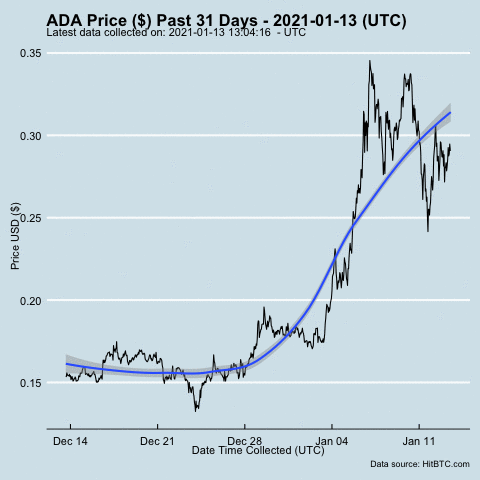 ADA Price ($) Past 31 Days - 2021-01-13 (UTC)
Latest data collected on: 2021-01-13 13:04:16 - UTC
0.35
0.30
0.25
0.20
0.15
Price USD ($)
Dec 14 Dec 21 Dec 28 Jan 04 Jan 11
Date Time Collected (UTC)
Data source: HitBTC.com